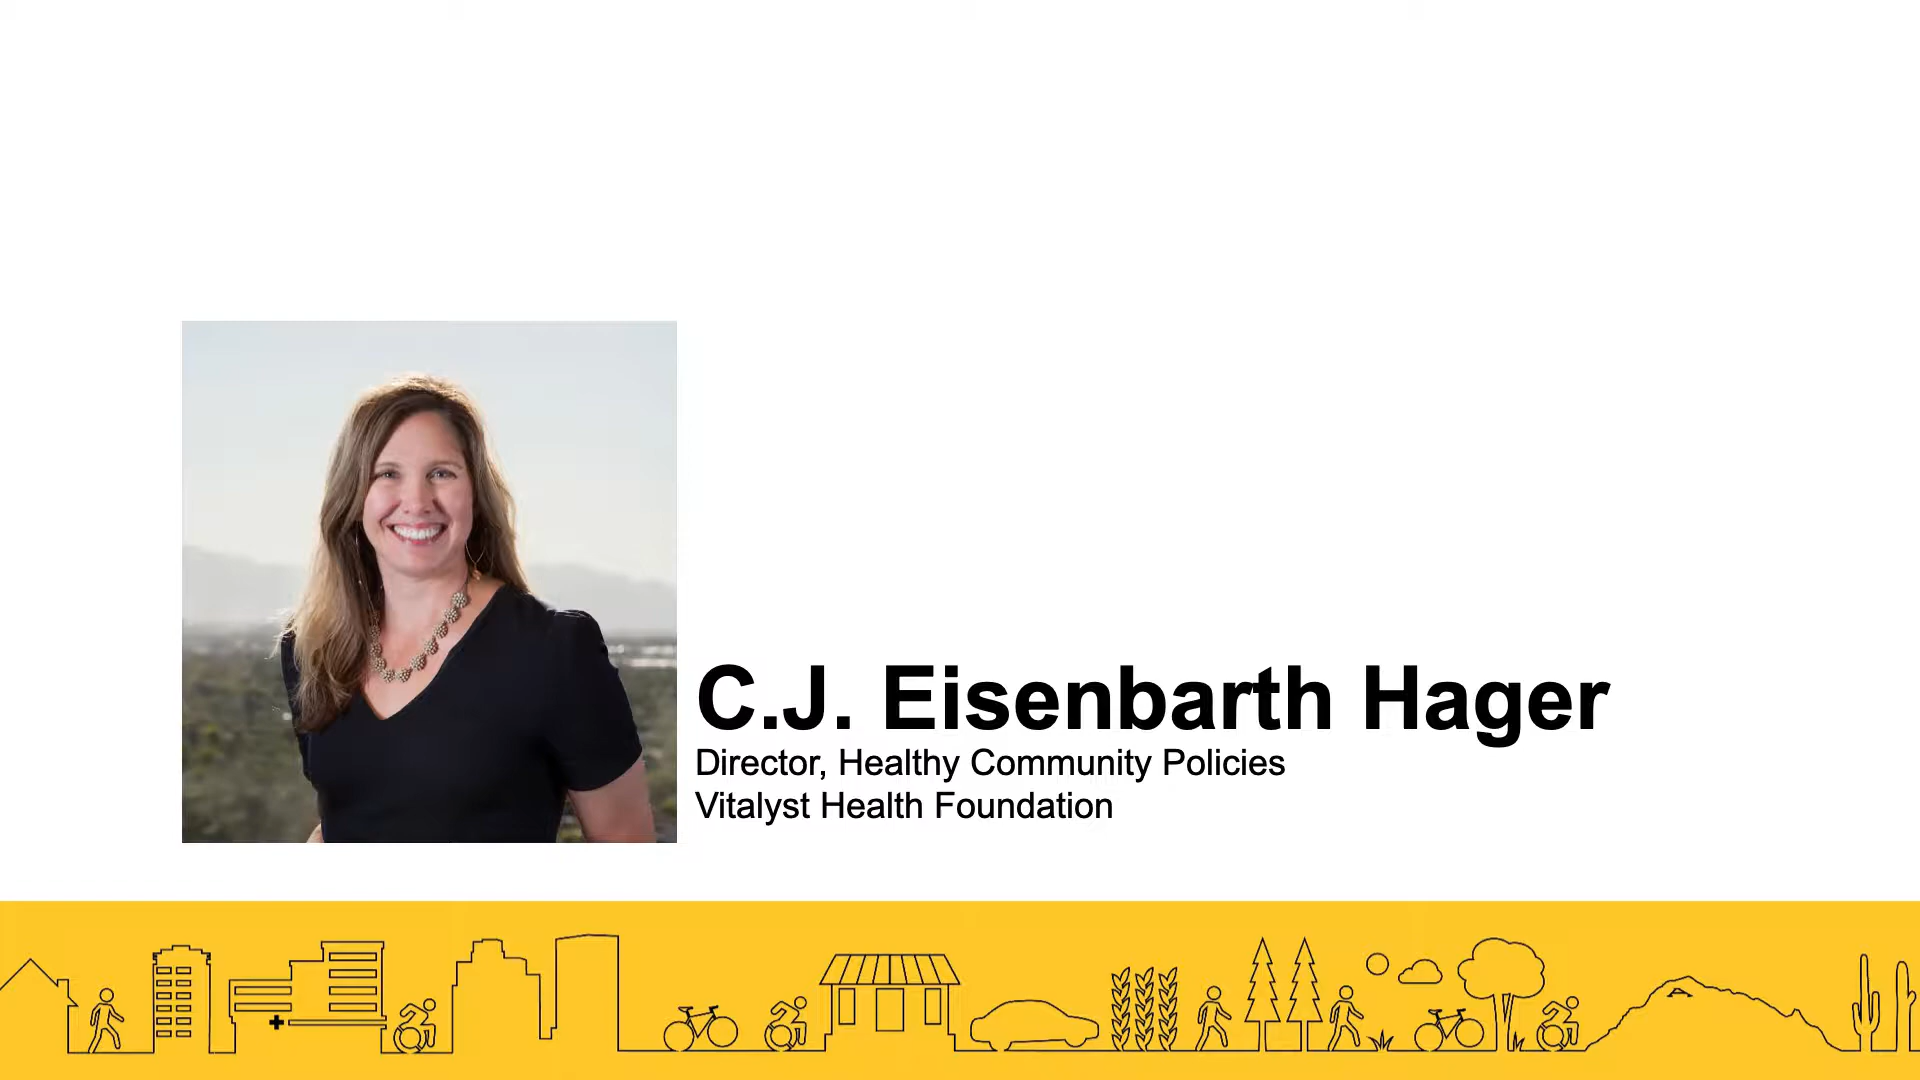 C.J. Eisenbarth Hager
Director, Healthy Community Policies
Vitalyst Health Foundation